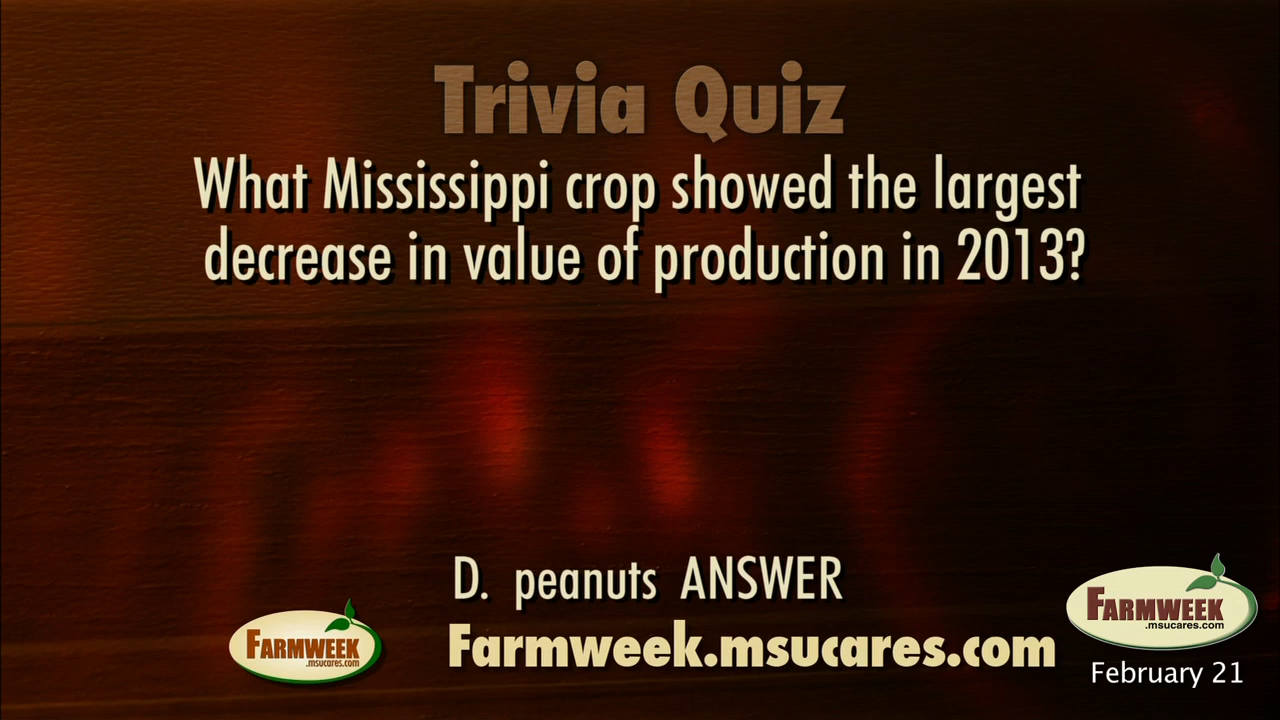 Trivia Quiz
What Mississippi crop showed the largest
decrease in value of production in 2013?
D. peanuts ANSWER
FARMWEEK
.msucares.com
Farmweek.msucares.com
FARMWEEK
.msucares.com
February 21